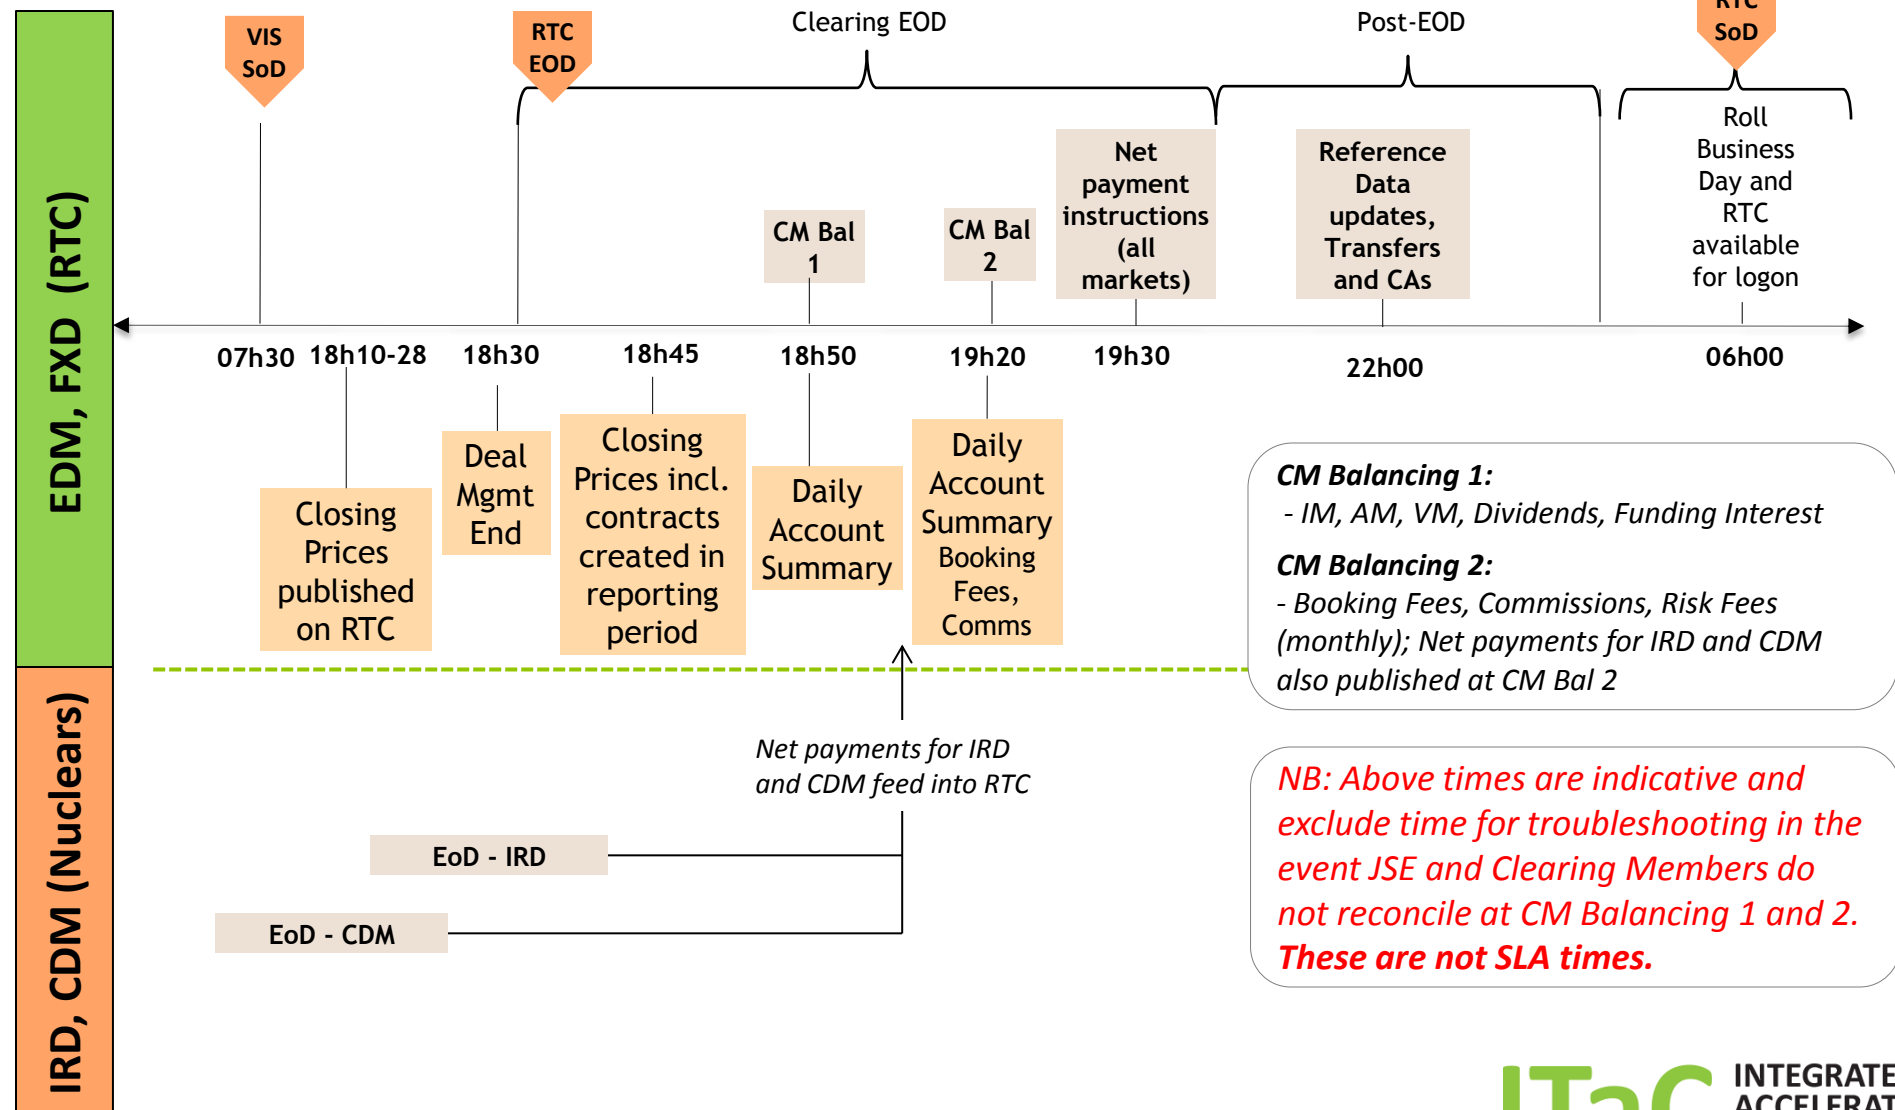 VIS
SoD
RTC
EOD
Clearing EOD
Post-EOD
RTC
SoD
EDM, FXD (RTC)
CM Bal
1
CM Bal
2
Net
payment
instructions
(all
markets)
Reference
Data
updates,
Transfers
and CAs
Roll
Business
Day and
RTC
available
for logon
07h30
18h10-28
18h30
18h45
18h50
19h20
19h30
22h00
06h00
Closing
Prices
published
on RTC
Deal
Mgmt
End
Closing
Prices incl.
contracts
created in
reporting
period
Daily
Account
Summary
Daily
Account
Summary
Booking
Fees,
Comms
CM Balancing 1:
- IM, AM, VM, Dividends, Funding Interest
CM Balancing 2:
- Booking Fees, Commissions, Risk Fees
(monthly); Net payments for IRD and CDM
also published at CM Bal 2
IRD, CDM (Nuclears)
Net payments for IRD
and CDM feed into RTC
EoD - IRD
EoD - CDM
NB: Above times are indicative and
exclude time for troubleshooting in the
event JSE and Clearing Members do
not reconcile at CM Balancing 1 and 2.
These are not SLA times.
ITaC
INTEGRATE
ACCELERAT